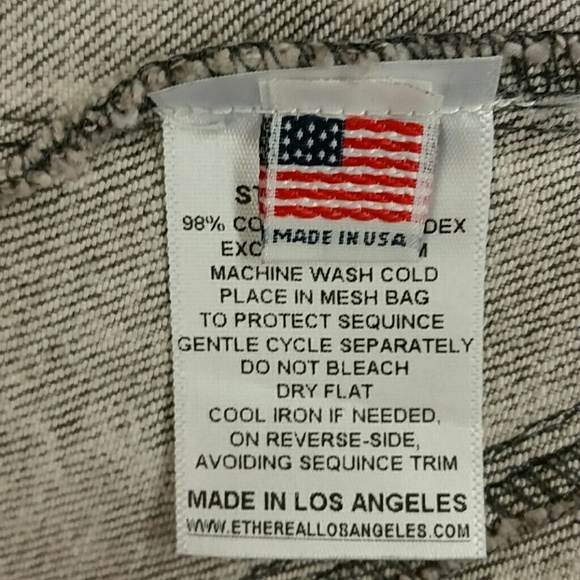 98%
DEX
MADE IN USA
MACHINE WASH COLD
PLACE IN MESH BAG
TO PROTECT SEQUINCE
GENTLE CYCLE SEPARATELY
DO NOT BLEACH
DRY FLAT
COOL IRON IF NEEDED,
ON REVERSE-SIDE,
AVOIDING SEQUINCE TRIM
MADE IN LOS ANGELES
WWW.ETHEREALLOSANGELES.COM